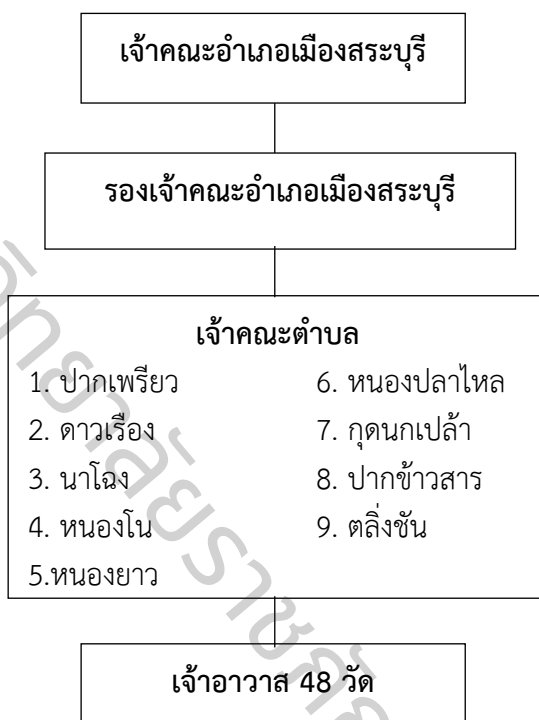 เจ้าคณะอำเภอเมืองสระบุรี
รองเจ้าคณะอำเภอเมืองสระบุรี
เจ้าคณะตำบล
1. ปากเพรียว
2. ดาวเรือง
3. นาโฉง
4. หนองโน
5.หนองยาว
6. หนองปลาไหล
7. กุดนกเปล้า
8. ปากข้าวสาร
9. ตลิ่งชัน
เจ้าอาวาส 48 วัด